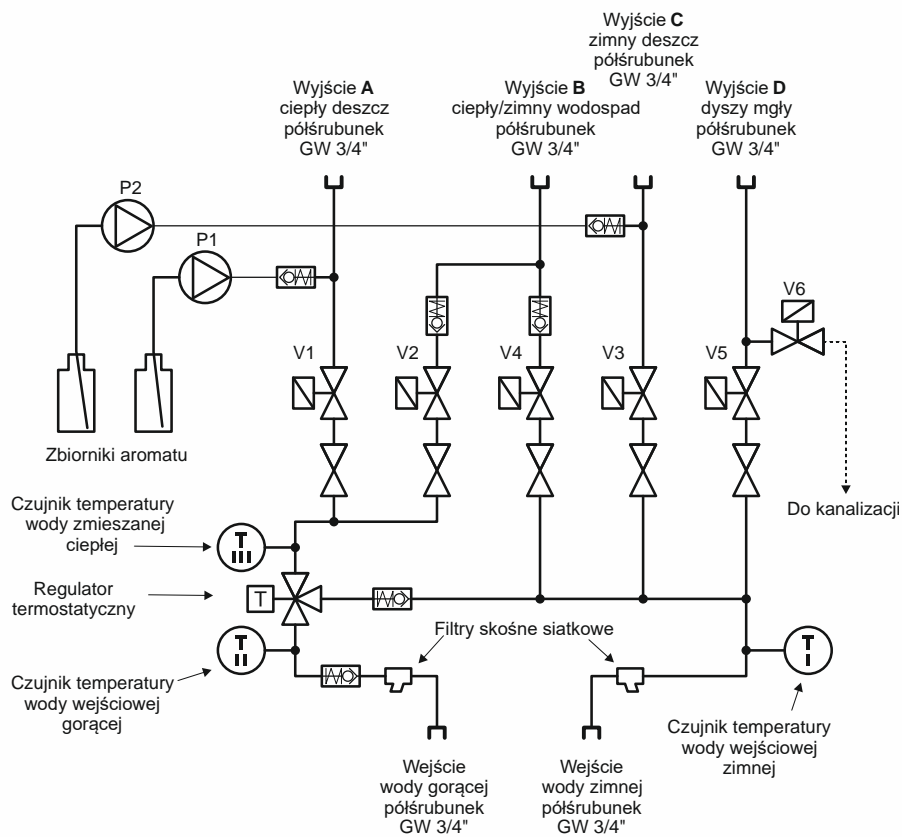 Wyjście C
zimny deszcz
półśrubunek
GW 3/4"
Wyjście A
ciepły deszcz
półśrubunek
GW 3/4"
Wyjście B
ciepły/zimny wodospad
półśrubunek
GW 3/4"
Wyjście D
dyszy mgły
półśrubunek
GW 3/4"
P2
P1
V6
V1
V2
V4
V3
V5
Zbiorniki aromatu
Do kanalizacji
Czujnik temperatury
wody zmieszanej
ciepłej
T
III
Regulator
termostatyczny
T
Filtry skośne siatkowe
T
II
T
I
Czujnik temperatury
wody wejściowej
gorącej
Czujnik temperatury
wody wejściowej
zimnej
Wejście
wody gorącej
półśrubunek
GW 3/4"
Wejście
wody zimnej
półśrubunek
GW 3/4"